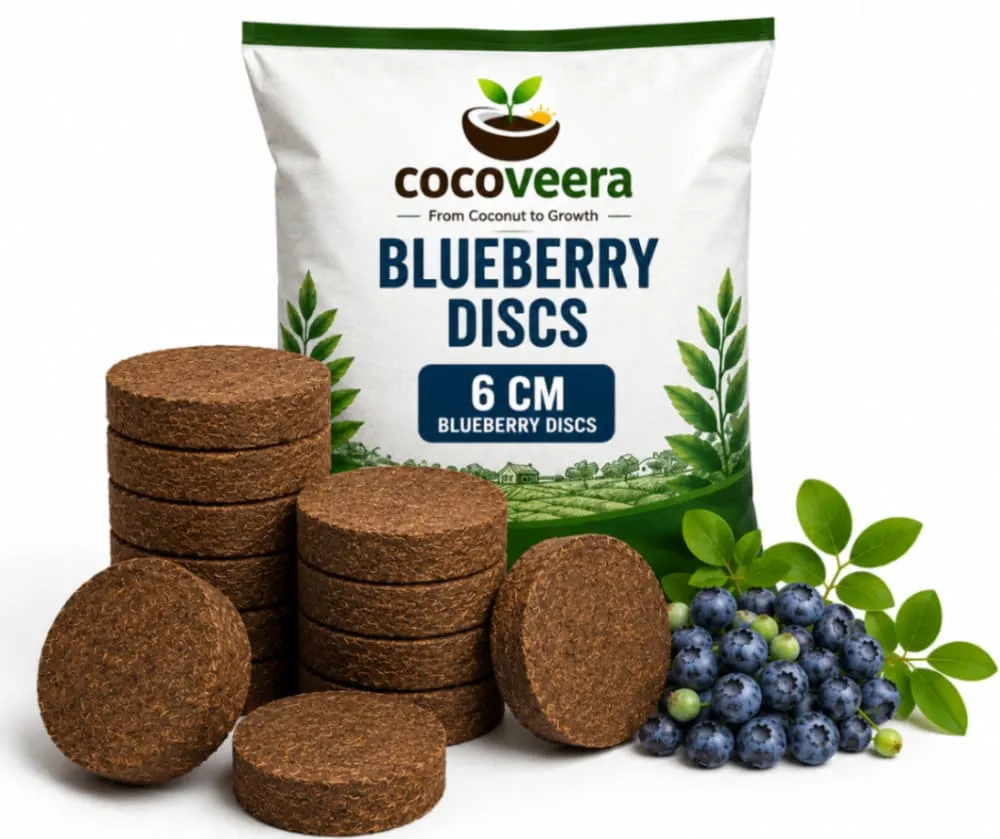 cocoveera
From Coconut to Growth
BLUEBERRY
DISCS
6 CM
BLUEBERRY DISCS